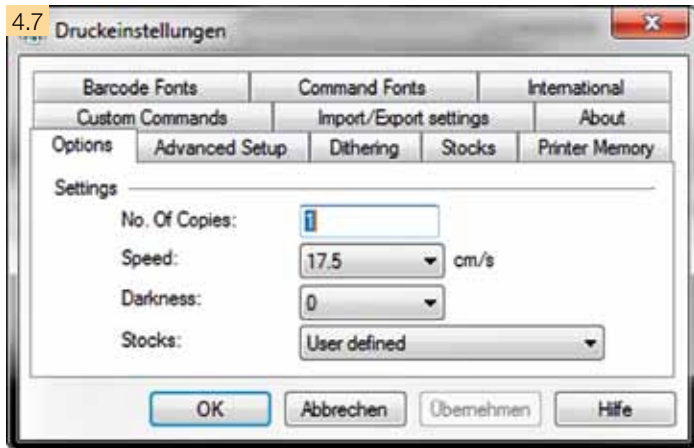 4.7
Druckeinstellungen
Barcode Fonts Command Fonts International
Custom Commands Import/Export settings About
Options Advanced Setup Dithering Stocks Printer Memory
Settings
No. Of Copies: 1
Speed: 17.5 cm/s
Darkness: 0
Stocks: User defined
OK Abbrechen Übernehmen Hilfe